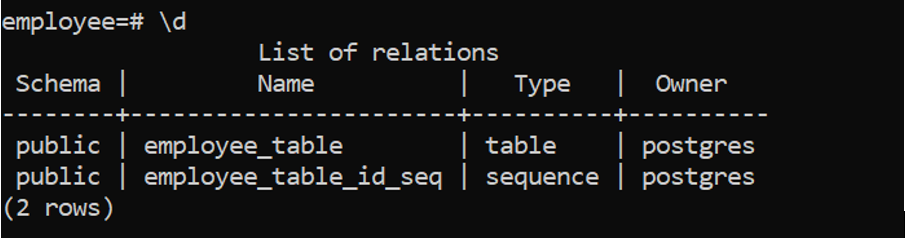 employee=# \d
                  List of relations
 Schema |         Name          |   Type   |  Owner
--------+-----------------------+----------+----------
 public | employee_table        | table    | postgres
 public | employee_table_id_seq | sequence | postgres
(2 rows)